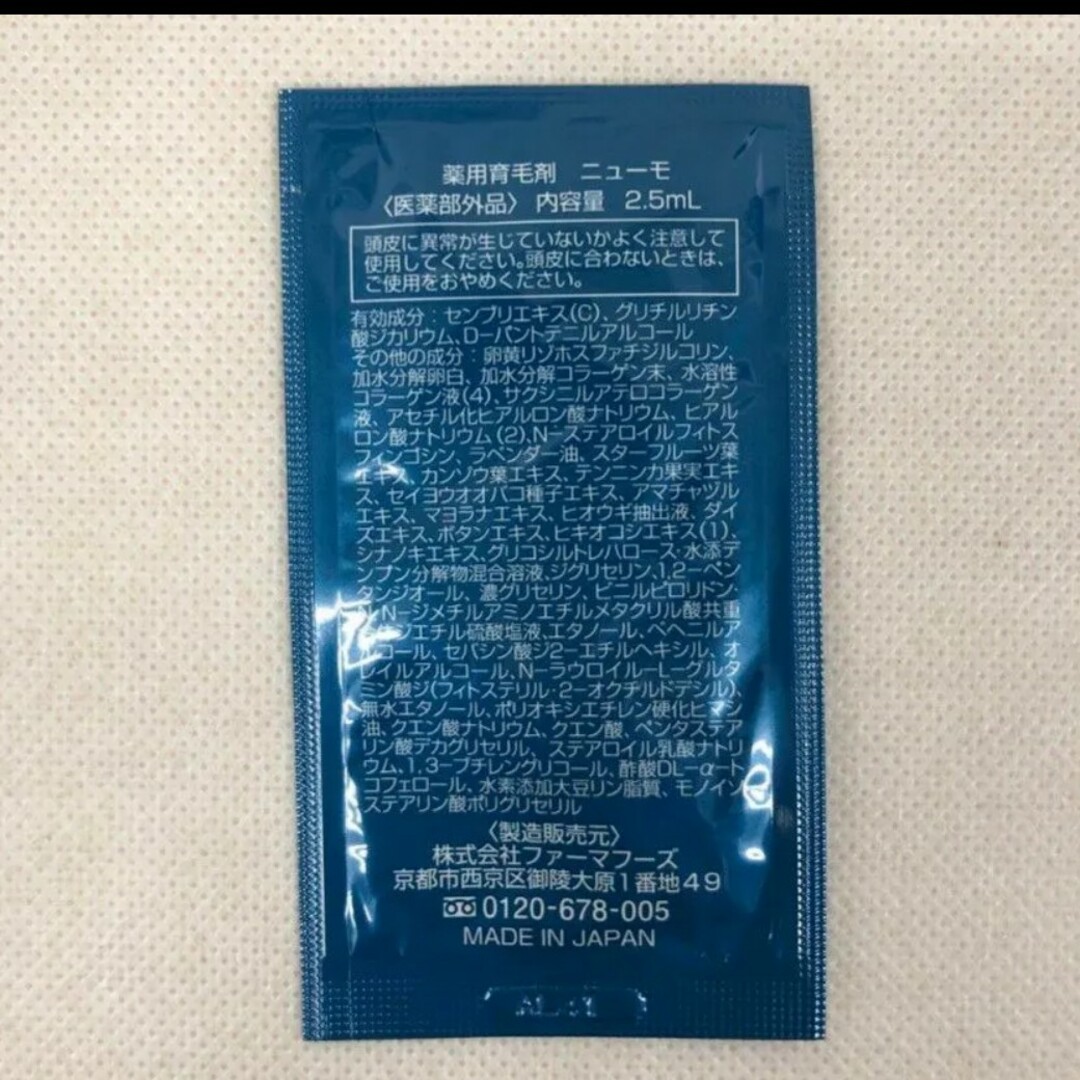 薬用育毛剤 ニューモ
〈医薬部外品〉 内容量 2.5mL
頭皮に異常が生じていないかよく注意して
使用してください。頭皮に合わないときは、
ご使用をおやめください。
有効成分：センブリエキス(C)、グリチルリチン
酸ジカリウム、D-パントテニルアルコール
その他の成分：卵黄リゾホスファチジルコリン、
加水分解卵白、加水分解コラーゲン末、水溶性
コラーゲン液(4)、サクシニルアテロコラーゲン
液、アセチル化ヒアルロン酸ナトリウム、ヒアル
ロン酸ナトリウム(2)、N-ステアロイルフィトス
フィンゴシン、ラベンダー油、スターフルーツ葉
エキス、カンゾウ葉エキス、テンニンカ果実エキ
ス、セイヨウオオバコ種子エキス、アマチャヅル
エキス、マヨラナエキス、ヒオウギ抽出液、ダイ
ズエキス、ボタンエキス、ヒキオコシエキス(1)、
シナノキエキス、グリコシルトレハロース・水添デ
ンプン分解物混合溶液、ジグリセリン、1,2-ペン
タンジオール、濃グリセリン、ビニルピロリドン・
N-ジメチルアミノエチルメタクリル酸共重
ジエチル硫酸塩液、エタノール、ベヘニルア
ルコール、セバシン酸ジ2-エチルヘキシル、オ
レイルアルコール、N-ラウロイル-L-グルタ
ミン酸ジ(フィトステリル・2-オクチルドデシル)、
無水エタノール、ポリオキシエチレン硬化ヒマシ
油、クエン酸ナトリウム、クエン酸、ペンタステア
リン酸デカグリセリル、ステアロイル乳酸ナトリ
ウム、1,3-ブチレングリコール、酢酸DL-α-ト
コフェロール、水素添加大豆リン脂質、モノイソ
ステアリン酸ポリグリセリル
〈製造販売元〉
株式会社ファーマフーズ
京都市西京区御陵大原1番地49
0120-678-005
MADE IN JAPAN